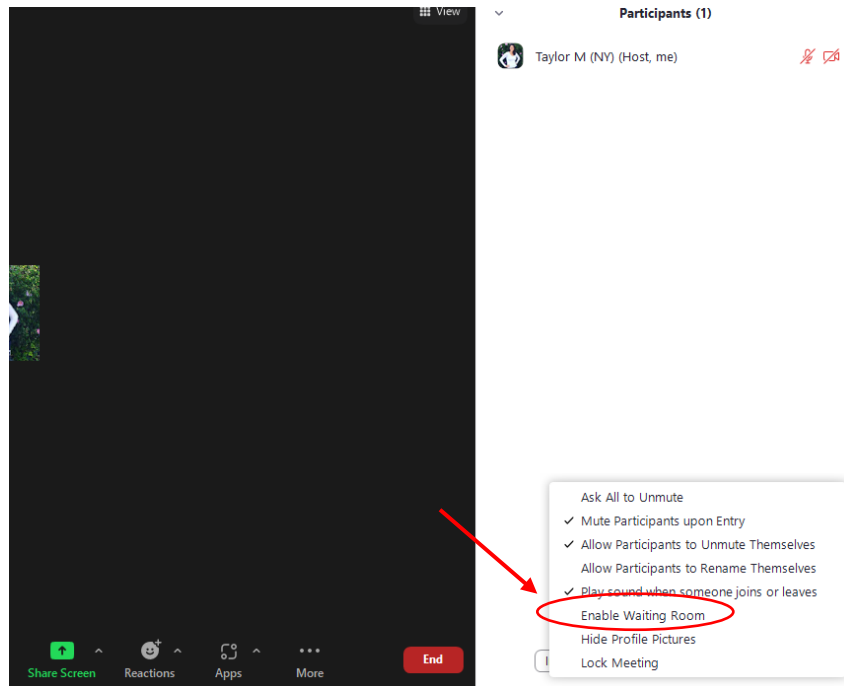 View
Participants (1)
Taylor M (NY) (Host, me)
Ask All to Unmute
Mute Participants upon Entry
Allow Participants to Unmute Themselves
Allow Participants to Rename Themselves
Play sound when someone joins or leaves
Enable Waiting Room
Hide Profile Pictures
Lock Meeting
Share Screen
Reactions
Apps
More
End